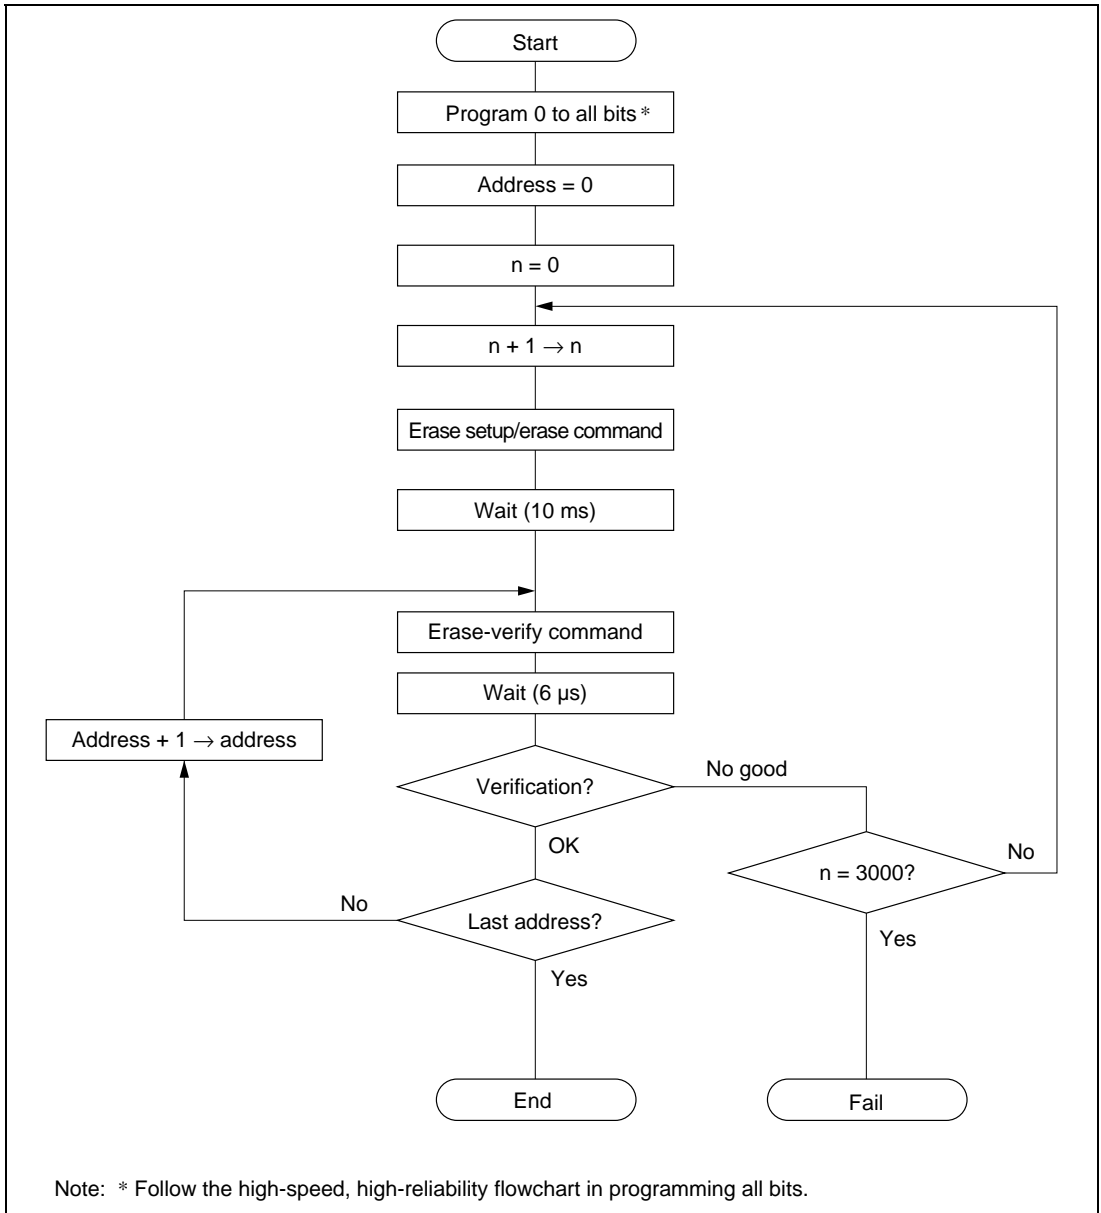 Start
Program 0 to all bits *
Address = 0
n = 0
n + 1 → n
Erase setup/erase command
Wait (10 ms)
Erase-verify command
Wait (6 µs)
Address + 1 → address
Verification?
No good
OK
n = 3000?
No
No
Last address?
Yes
Yes
End
Fail
Note: * Follow the high-speed, high-reliability flowchart in programming all bits.